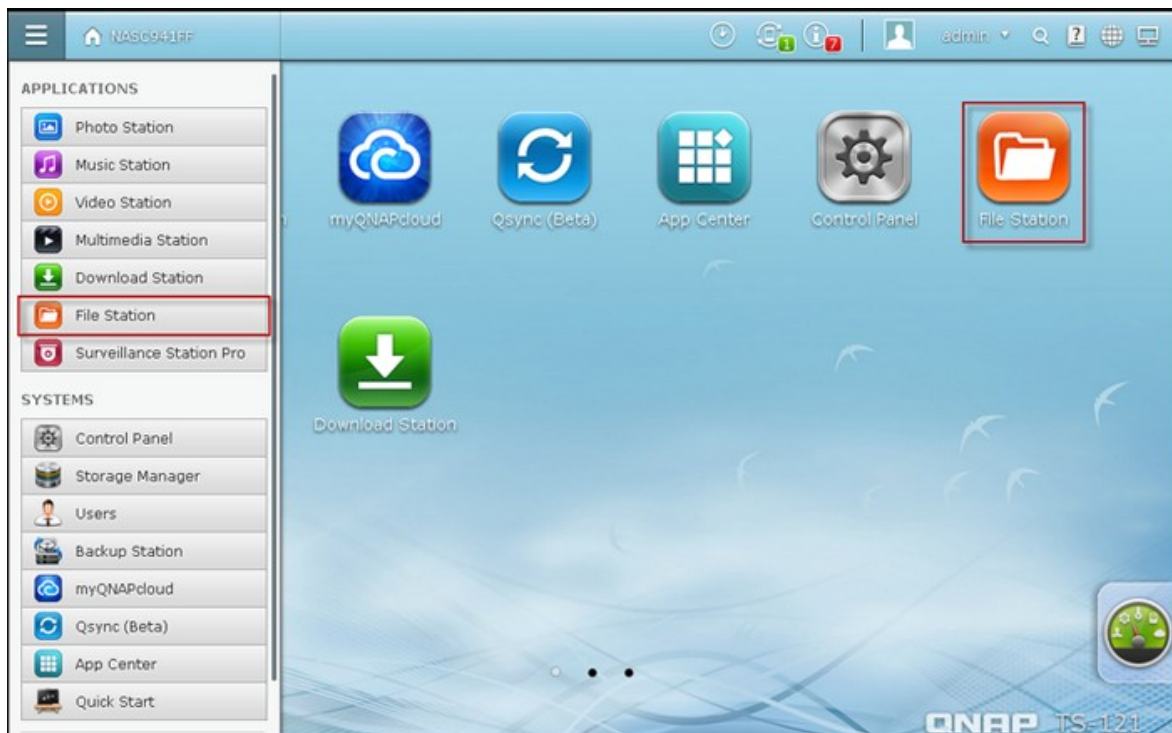 NASC941FF
1
7
admin
?
APPLICATIONS
Photo Station
Music Station
Video Station
Multimedia Station
Download Station
File Station
Surveillance Station Pro
SYSTEMS
Control Panel
Storage Manager
Users
Backup Station
myQNAPcloud
Qsync (Beta)
App Center
Quick Start
myQNAPcloud
Qsync (Beta)
App Center
Control Panel
File Station
Download Station
QNAP TS-121